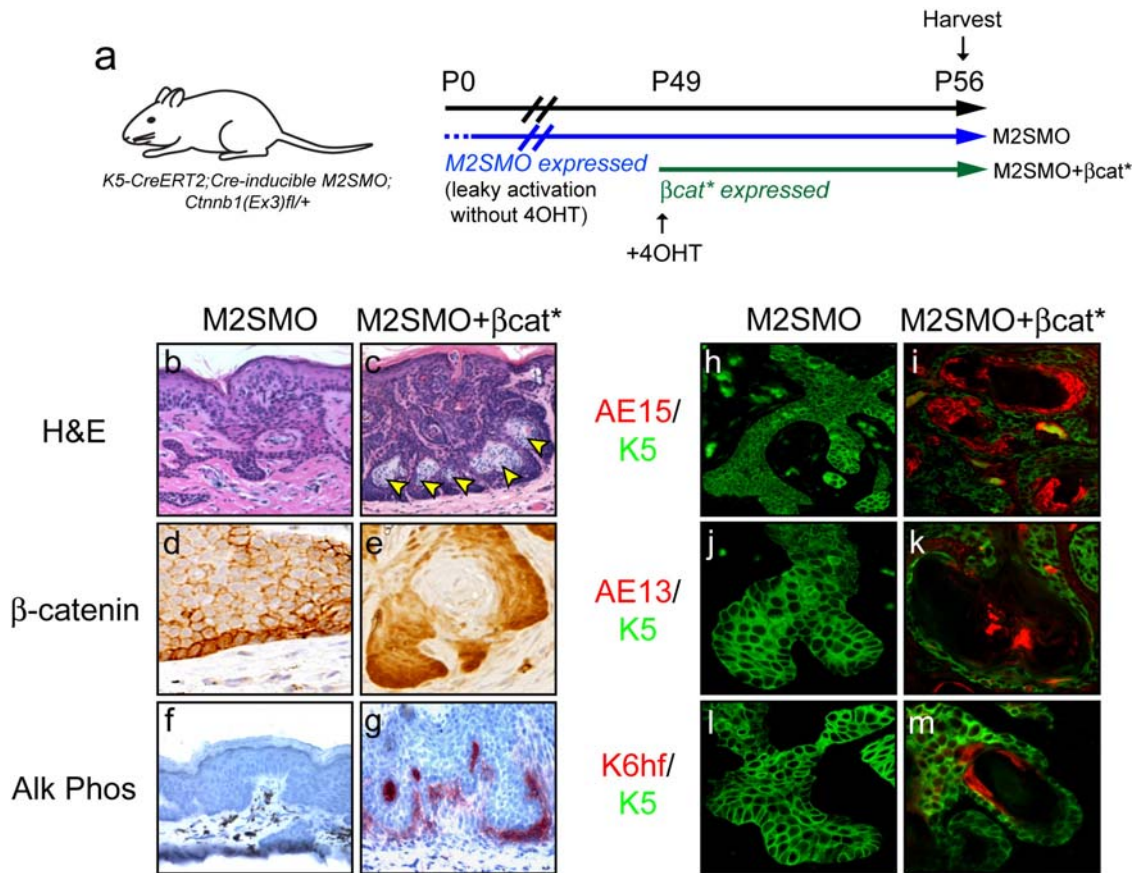 Harvest
a
P0
P49
P56
M2SMO
M2SMO expressed
(leaky activation
without 4OHT)
βcat* expressed
M2SMO+βcat*
+4OHT
K5-CreERT2;Cre-inducible M2SMO;
Ctnnb1(Ex3)fl/+
M2SMO
M2SMO+βcat*
M2SMO
M2SMO+βcat*
H&E
b
c
AE15/
K5
h
i
β-catenin
d
e
AE13/
K5
j
k
Alk Phos
f
g
K6hf/
K5
l
m